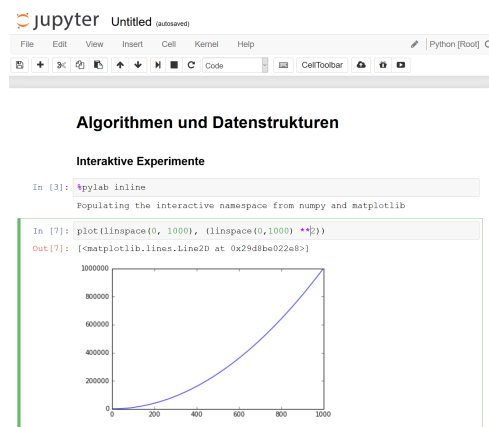 jupyter Untitled (autosaved)
File Edit View Insert Cell Kernel Help Python [Root]
Code CellToolbar
Algorithmen und Datenstrukturen
Interaktive Experimente
In [3]: %pylab inline
Populating the interactive namespace from numpy and matplotlib
In [7]: plot(linspace(0, 1000), (linspace(0,1000) **2))
Out[7]: [<matplotlib.lines.Line2D at 0x29d8be022e8>]
1000000
800000
600000
400000
200000
0
0 200 400 600 800 1000